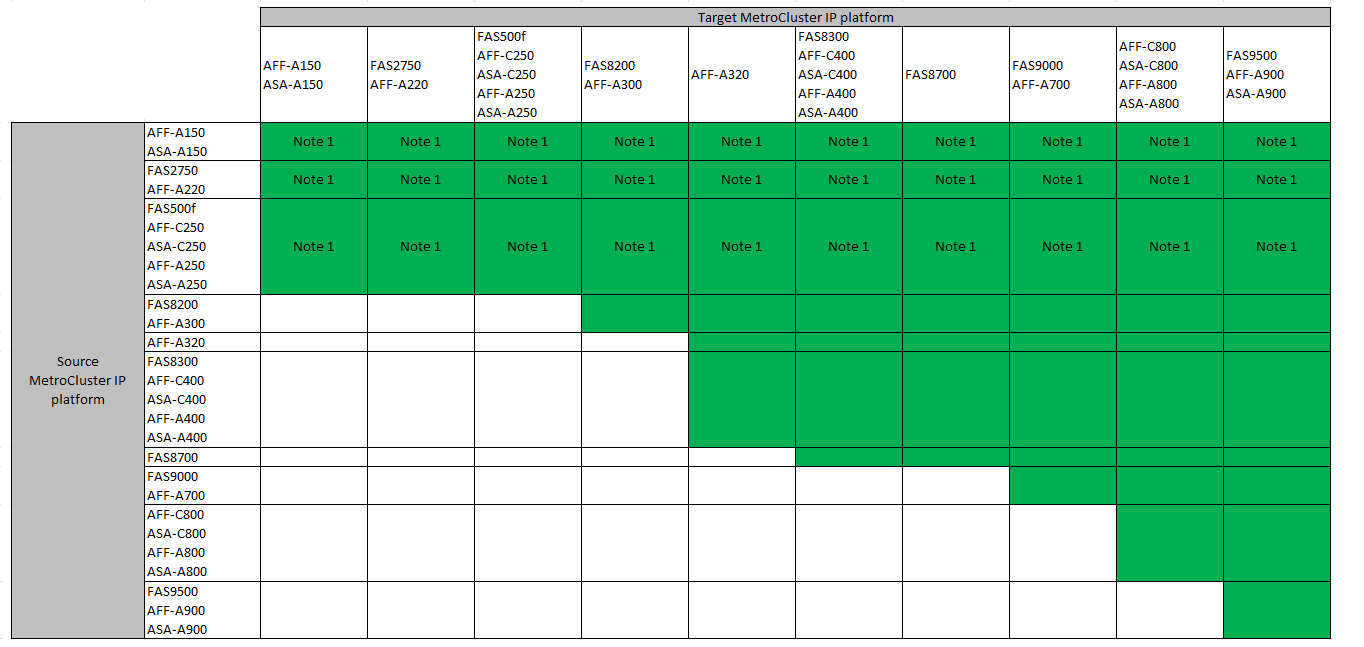 Target MetroCluster IP platform
AFF-A150
ASA-A150
FAS2750
AFF-A220
FAS500f
AFF-C250
ASA-C250
AFF-A250
ASA-A250
FAS8200
AFF-A300
AFF-A320
FAS8300
AFF-C400
ASA-C400
AFF-A400
ASA-A400
FAS8700
FAS9000
AFF-A700
AFF-C800
ASA-C800
AFF-A800
ASA-A800
FAS9500
AFF-A900
ASA-A900
Source
MetroCluster IP
platform
AFF-A150
ASA-A150
Note 1 Note 1 Note 1 Note 1 Note 1 Note 1 Note 1 Note 1 Note 1 Note 1
FAS2750
AFF-A220
Note 1 Note 1 Note 1 Note 1 Note 1 Note 1 Note 1 Note 1 Note 1 Note 1
FAS500f
AFF-C250
ASA-C250
AFF-A250
ASA-A250
Note 1 Note 1 Note 1 Note 1 Note 1 Note 1 Note 1 Note 1 Note 1 Note 1
FAS8200
AFF-A300
AFF-A320
FAS8300
AFF-C400
ASA-C400
AFF-A400
ASA-A400
FAS8700
FAS9000
AFF-A700
AFF-C800
ASA-C800
AFF-A800
ASA-A800
FAS9500
AFF-A900
ASA-A900